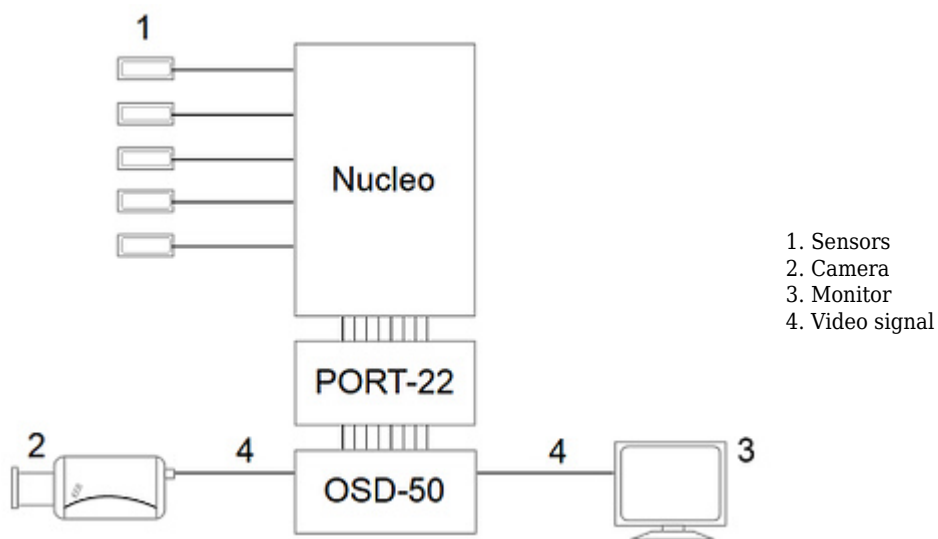 1
Nucleo
1. Sensors
2. Camera
3. Monitor
4. Video signal
PORT-22
2
4
OSD-50
4
3